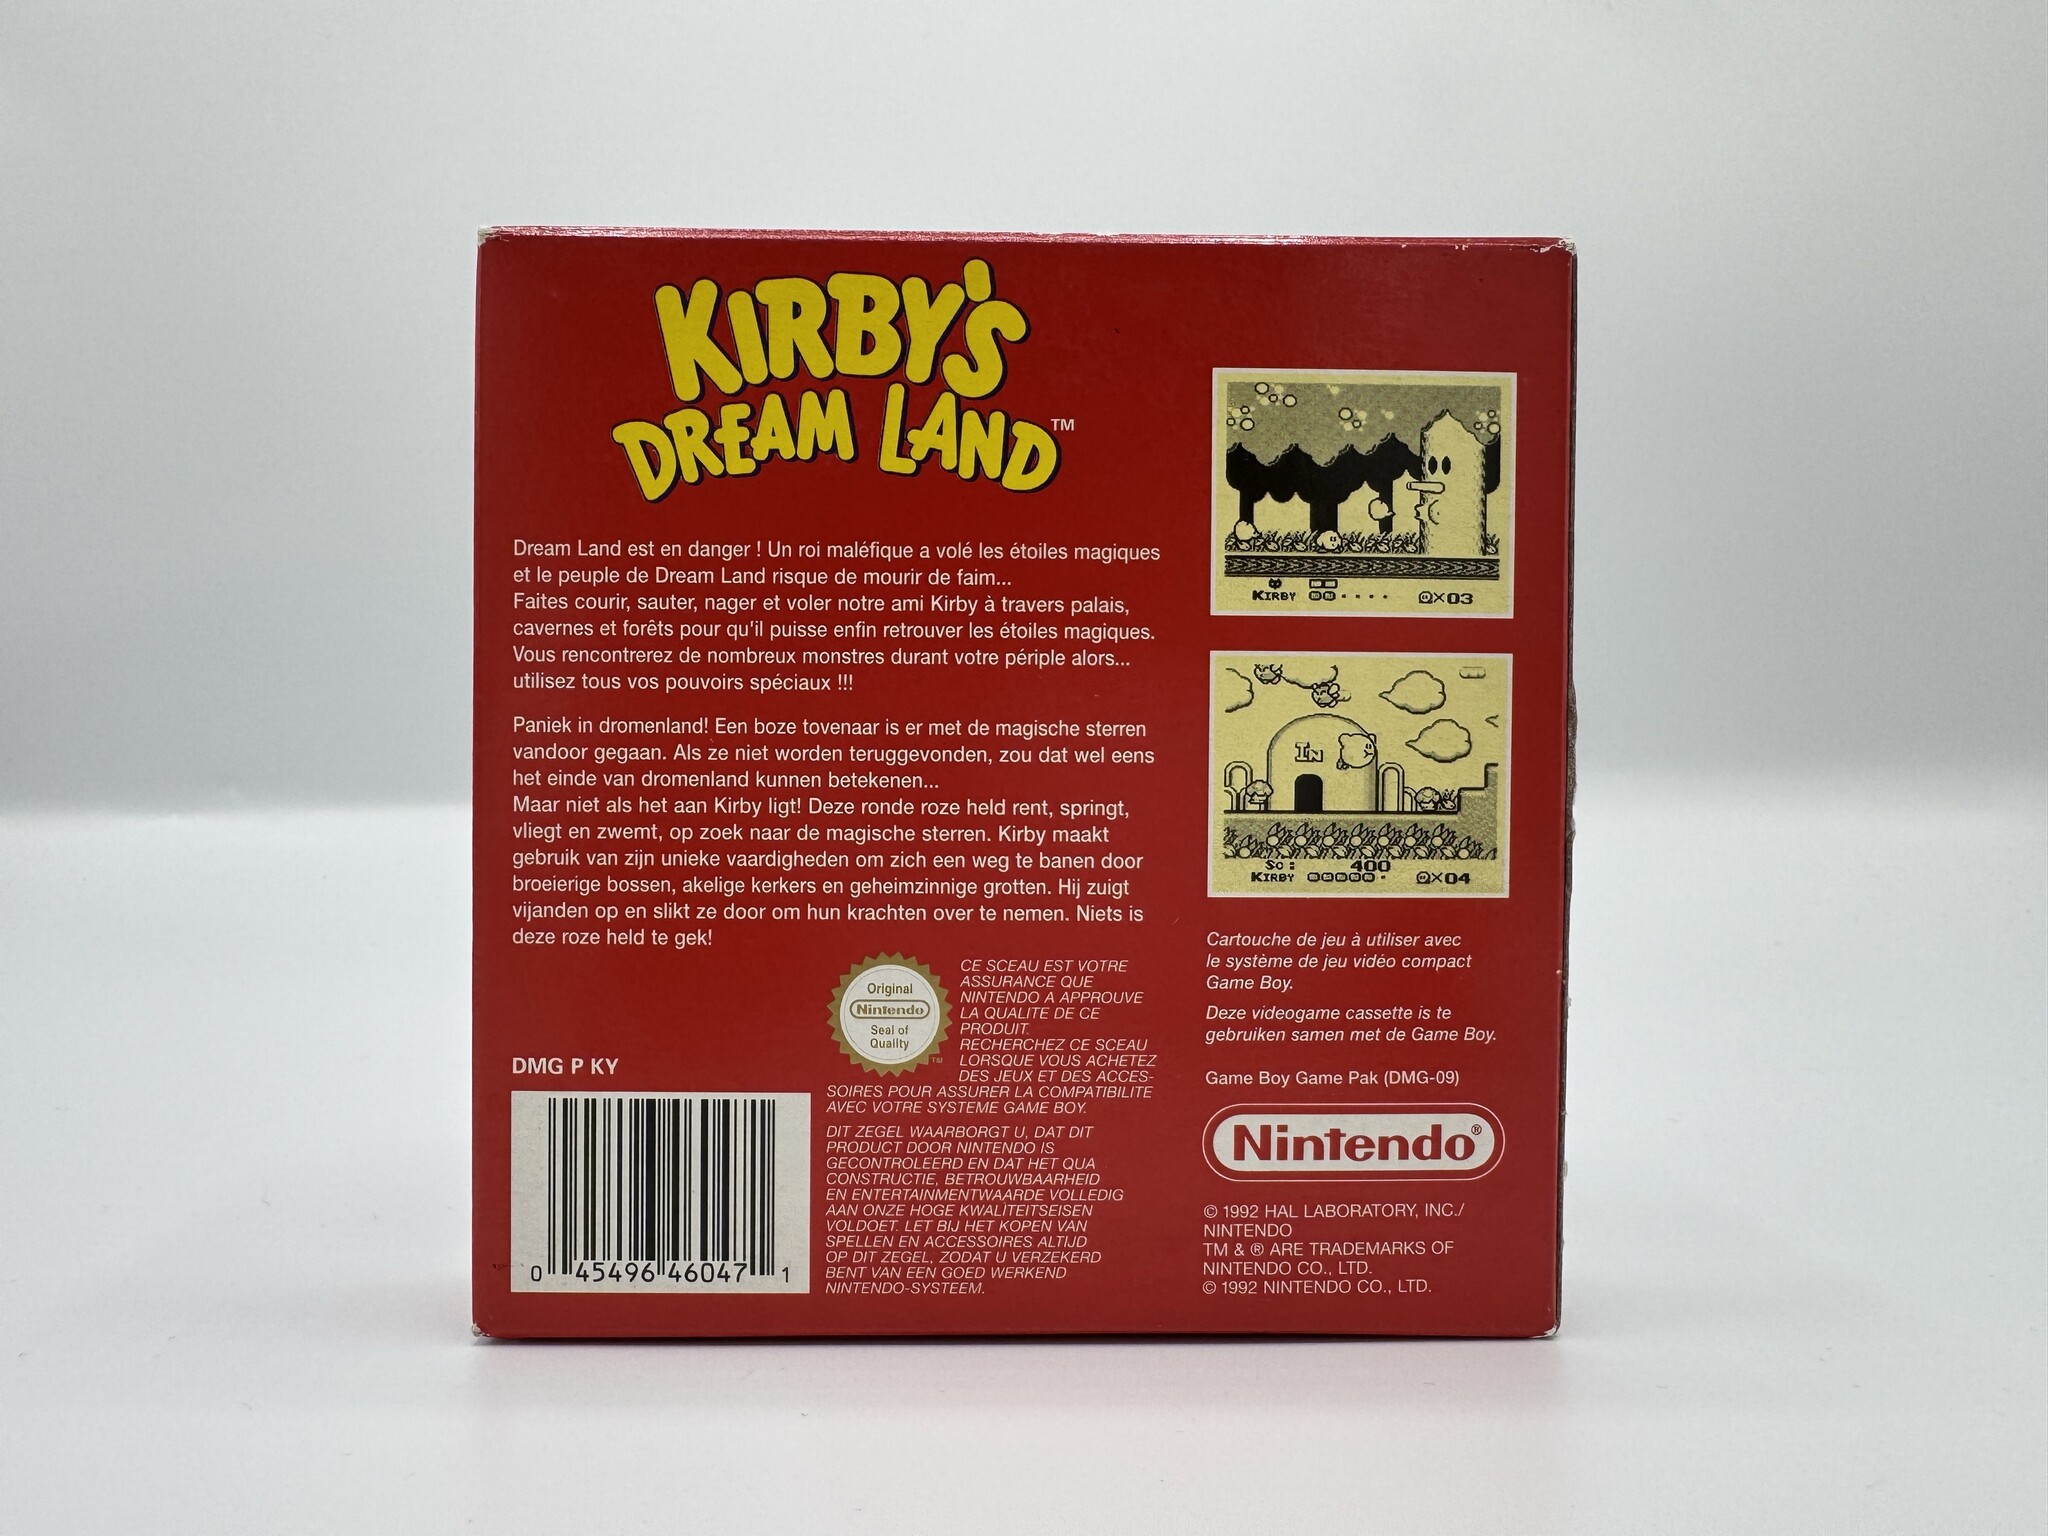 KIRBY'S
DREAM LAND™
Dream Land est en danger ! Un roi maléfique a volé les étoiles magiques
et le peuple de Dream Land risque de mourir de faim...
Faites courir, sauter, nager et voler notre ami Kirby à travers palais,
cavernes et forêts pour qu'il puisse enfin retrouver les étoiles magiques.
Vous rencontrerez de nombreux monstres durant votre périple alors...
utilisez tous vos pouvoirs spéciaux !!!
Paniek in dromenland! Een boze tovenaar is er met de magische sterren
vandoor gegaan. Als ze niet worden teruggevonden, zou dat wel eens
het einde van dromenland kunnen betekenen...
Maar niet als het aan Kirby ligt! Deze ronde roze held rent, springt,
vliegt en zwemt, op zoek naar de magische sterren. Kirby maakt
gebruik van zijn unieke vaardigheden om zich een weg te banen door
broeierige bossen, akelige kerkers en geheimzinnige grotten. Hij zuigt
vijanden op en slikt ze door om hun krachten over te nemen. Niets is
deze roze held te gek!
Original
Nintendo
Seal of
Quality
TM
CE SCEAU EST VOTRE
ASSURANCE QUE
NINTENDO A APPROUVE
LA QUALITE DE CE
PRODUIT.
RECHERCHEZ CE SCEAU
LORSQUE VOUS ACHETEZ
DES JEUX ET DES ACCES-
SOIRES POUR ASSURER LA COMPATIBILITE
AVEC VOTRE SYSTEME GAME BOY.
DIT ZEGEL WAARBORGT U, DAT DIT
PRODUCT DOOR NINTENDO IS
GECONTROLEERD EN DAT HET QUA
CONSTRUCTIE, BETROUWBAARHEID
EN ENTERTAINMENTWAARDE VOLLEDIG
AAN ONZE HOGE KWALITEITSEISEN
VOLDOET. LET BIJ HET KOPEN VAN
SPELLEN EN ACCESSOIRES ALTIJD
OP DIT ZEGEL, ZODAT U VERZEKERD
BENT VAN EEN GOED WERKEND
NINTENDO-SYSTEEM.
DMG P KY
0 45496 46047 1
KIRBY ×03
IN
Sc: 400
KIRBY ×04
Cartouche de jeu à utiliser avec
le système de jeu vidéo compact
Game Boy.
Deze videogame cassette is te
gebruiken samen met de Game Boy.
Game Boy Game Pak (DMG-09)
Nintendo®
© 1992 HAL LABORATORY, INC./
NINTENDO
TM & ® ARE TRADEMARKS OF
NINTENDO CO., LTD.
© 1992 NINTENDO CO., LTD.